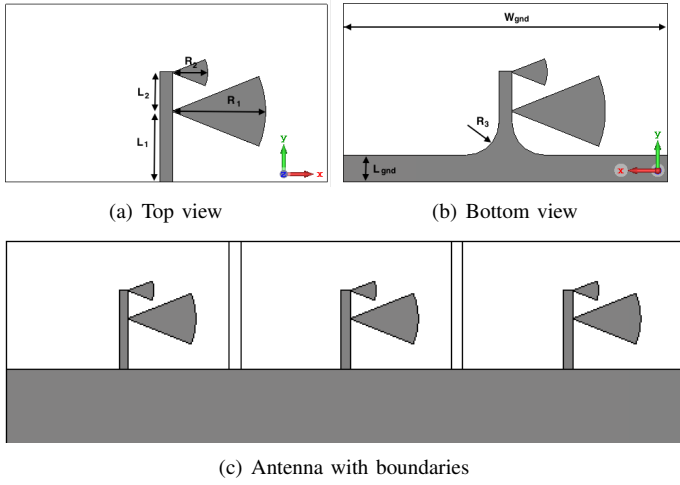 R2
L2
R1
L1
y
x
(a) Top view
Wgnd
R3
Lgnd
y
x
(b) Bottom view
(c) Antenna with boundaries